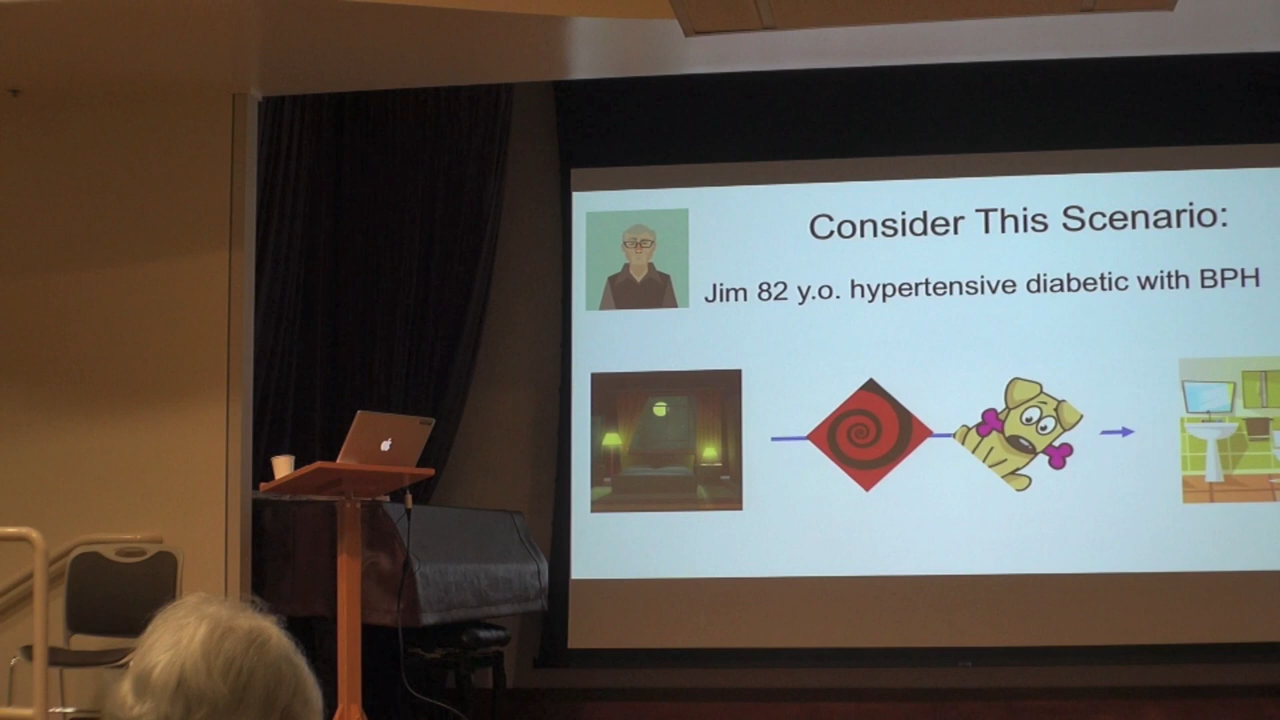 Consider This Scenario:
Jim 82 y.o. hypertensive diabetic with BPH